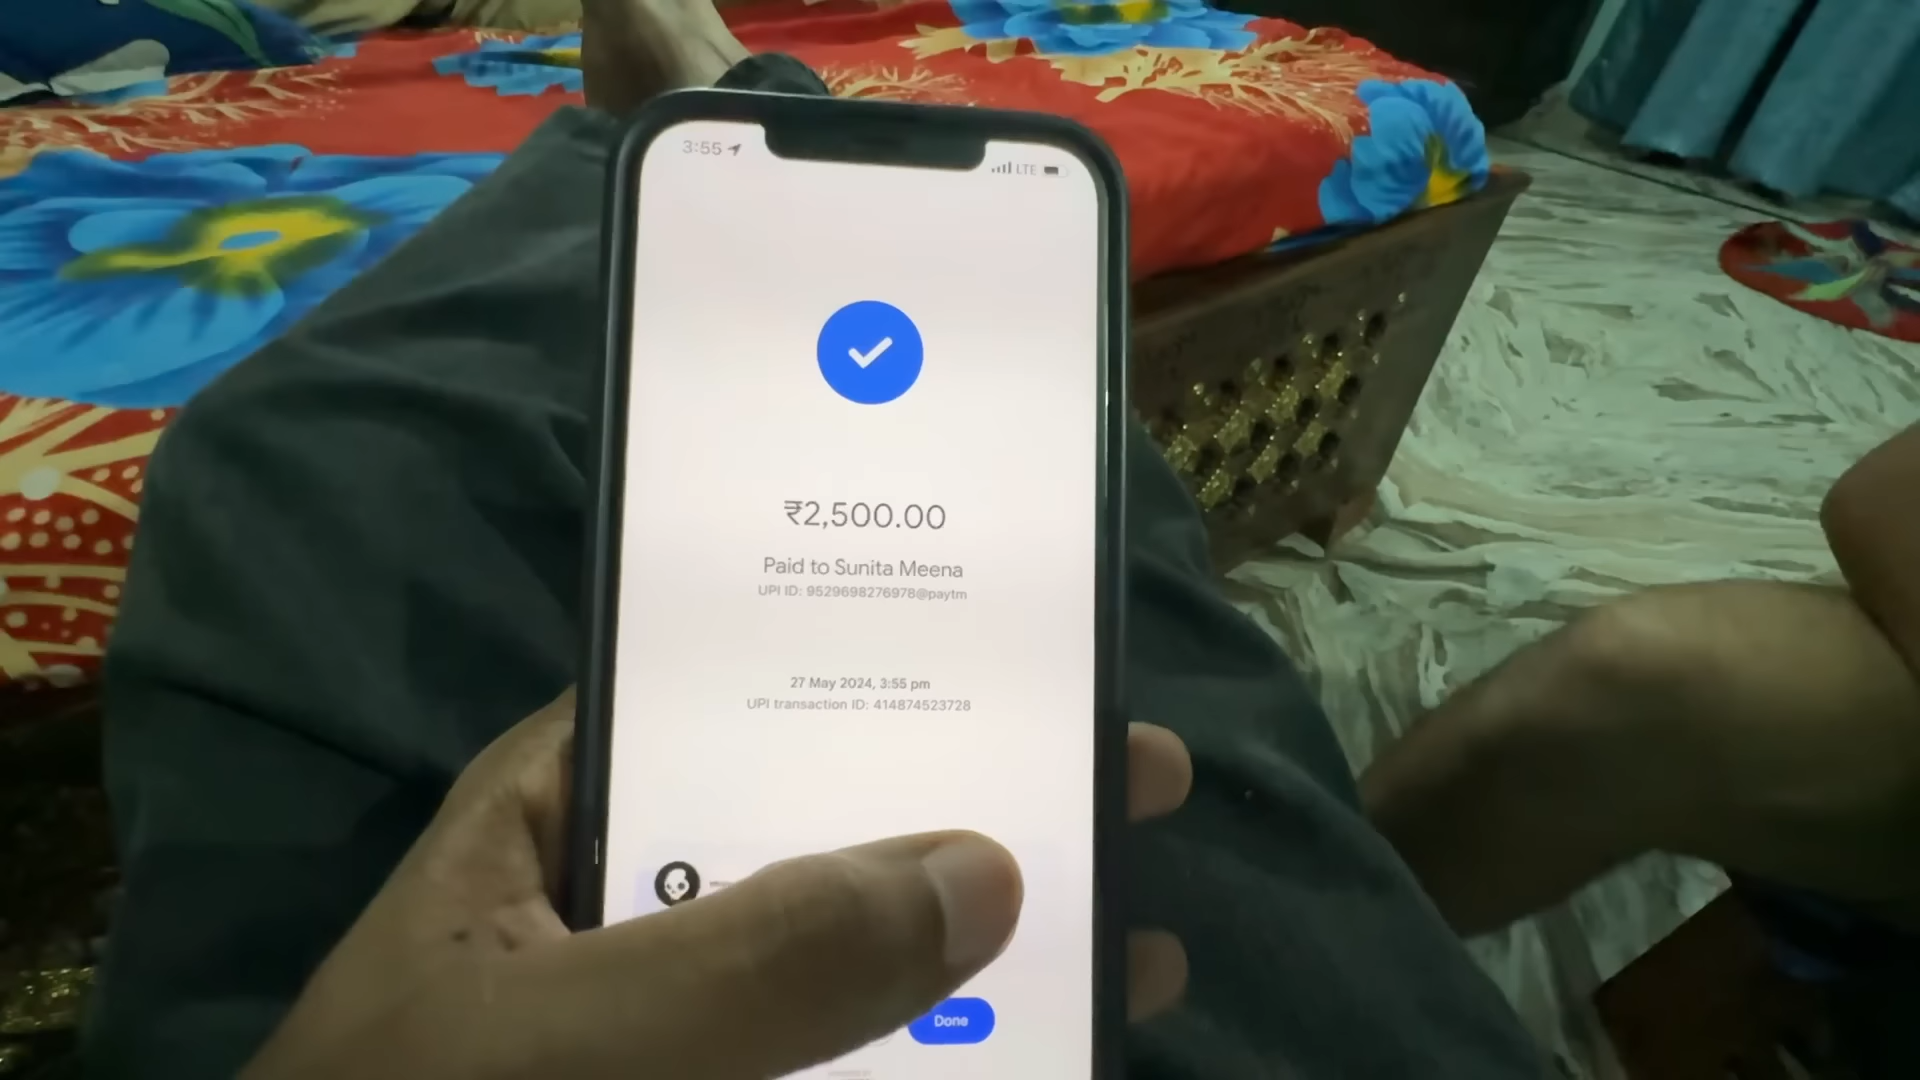 3:55
LTE
₹2,500.00
Paid to Sunita Meena
UPI ID: 9529698276978@paytm
27 May 2024, 3:55 pm
UPI transaction ID: 414874523728
Done